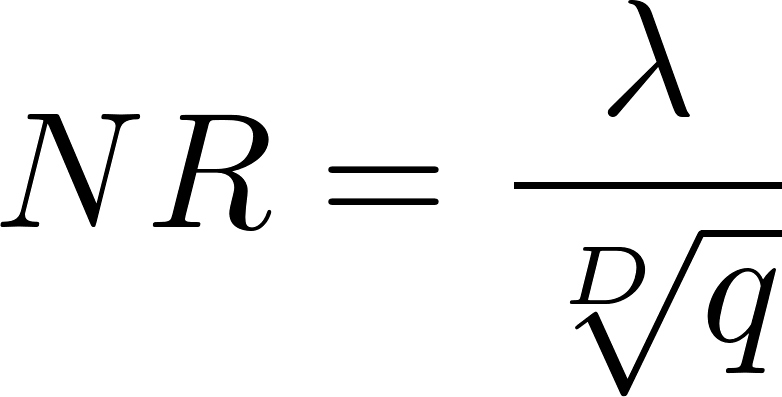 NR = λ / ᴰ√q